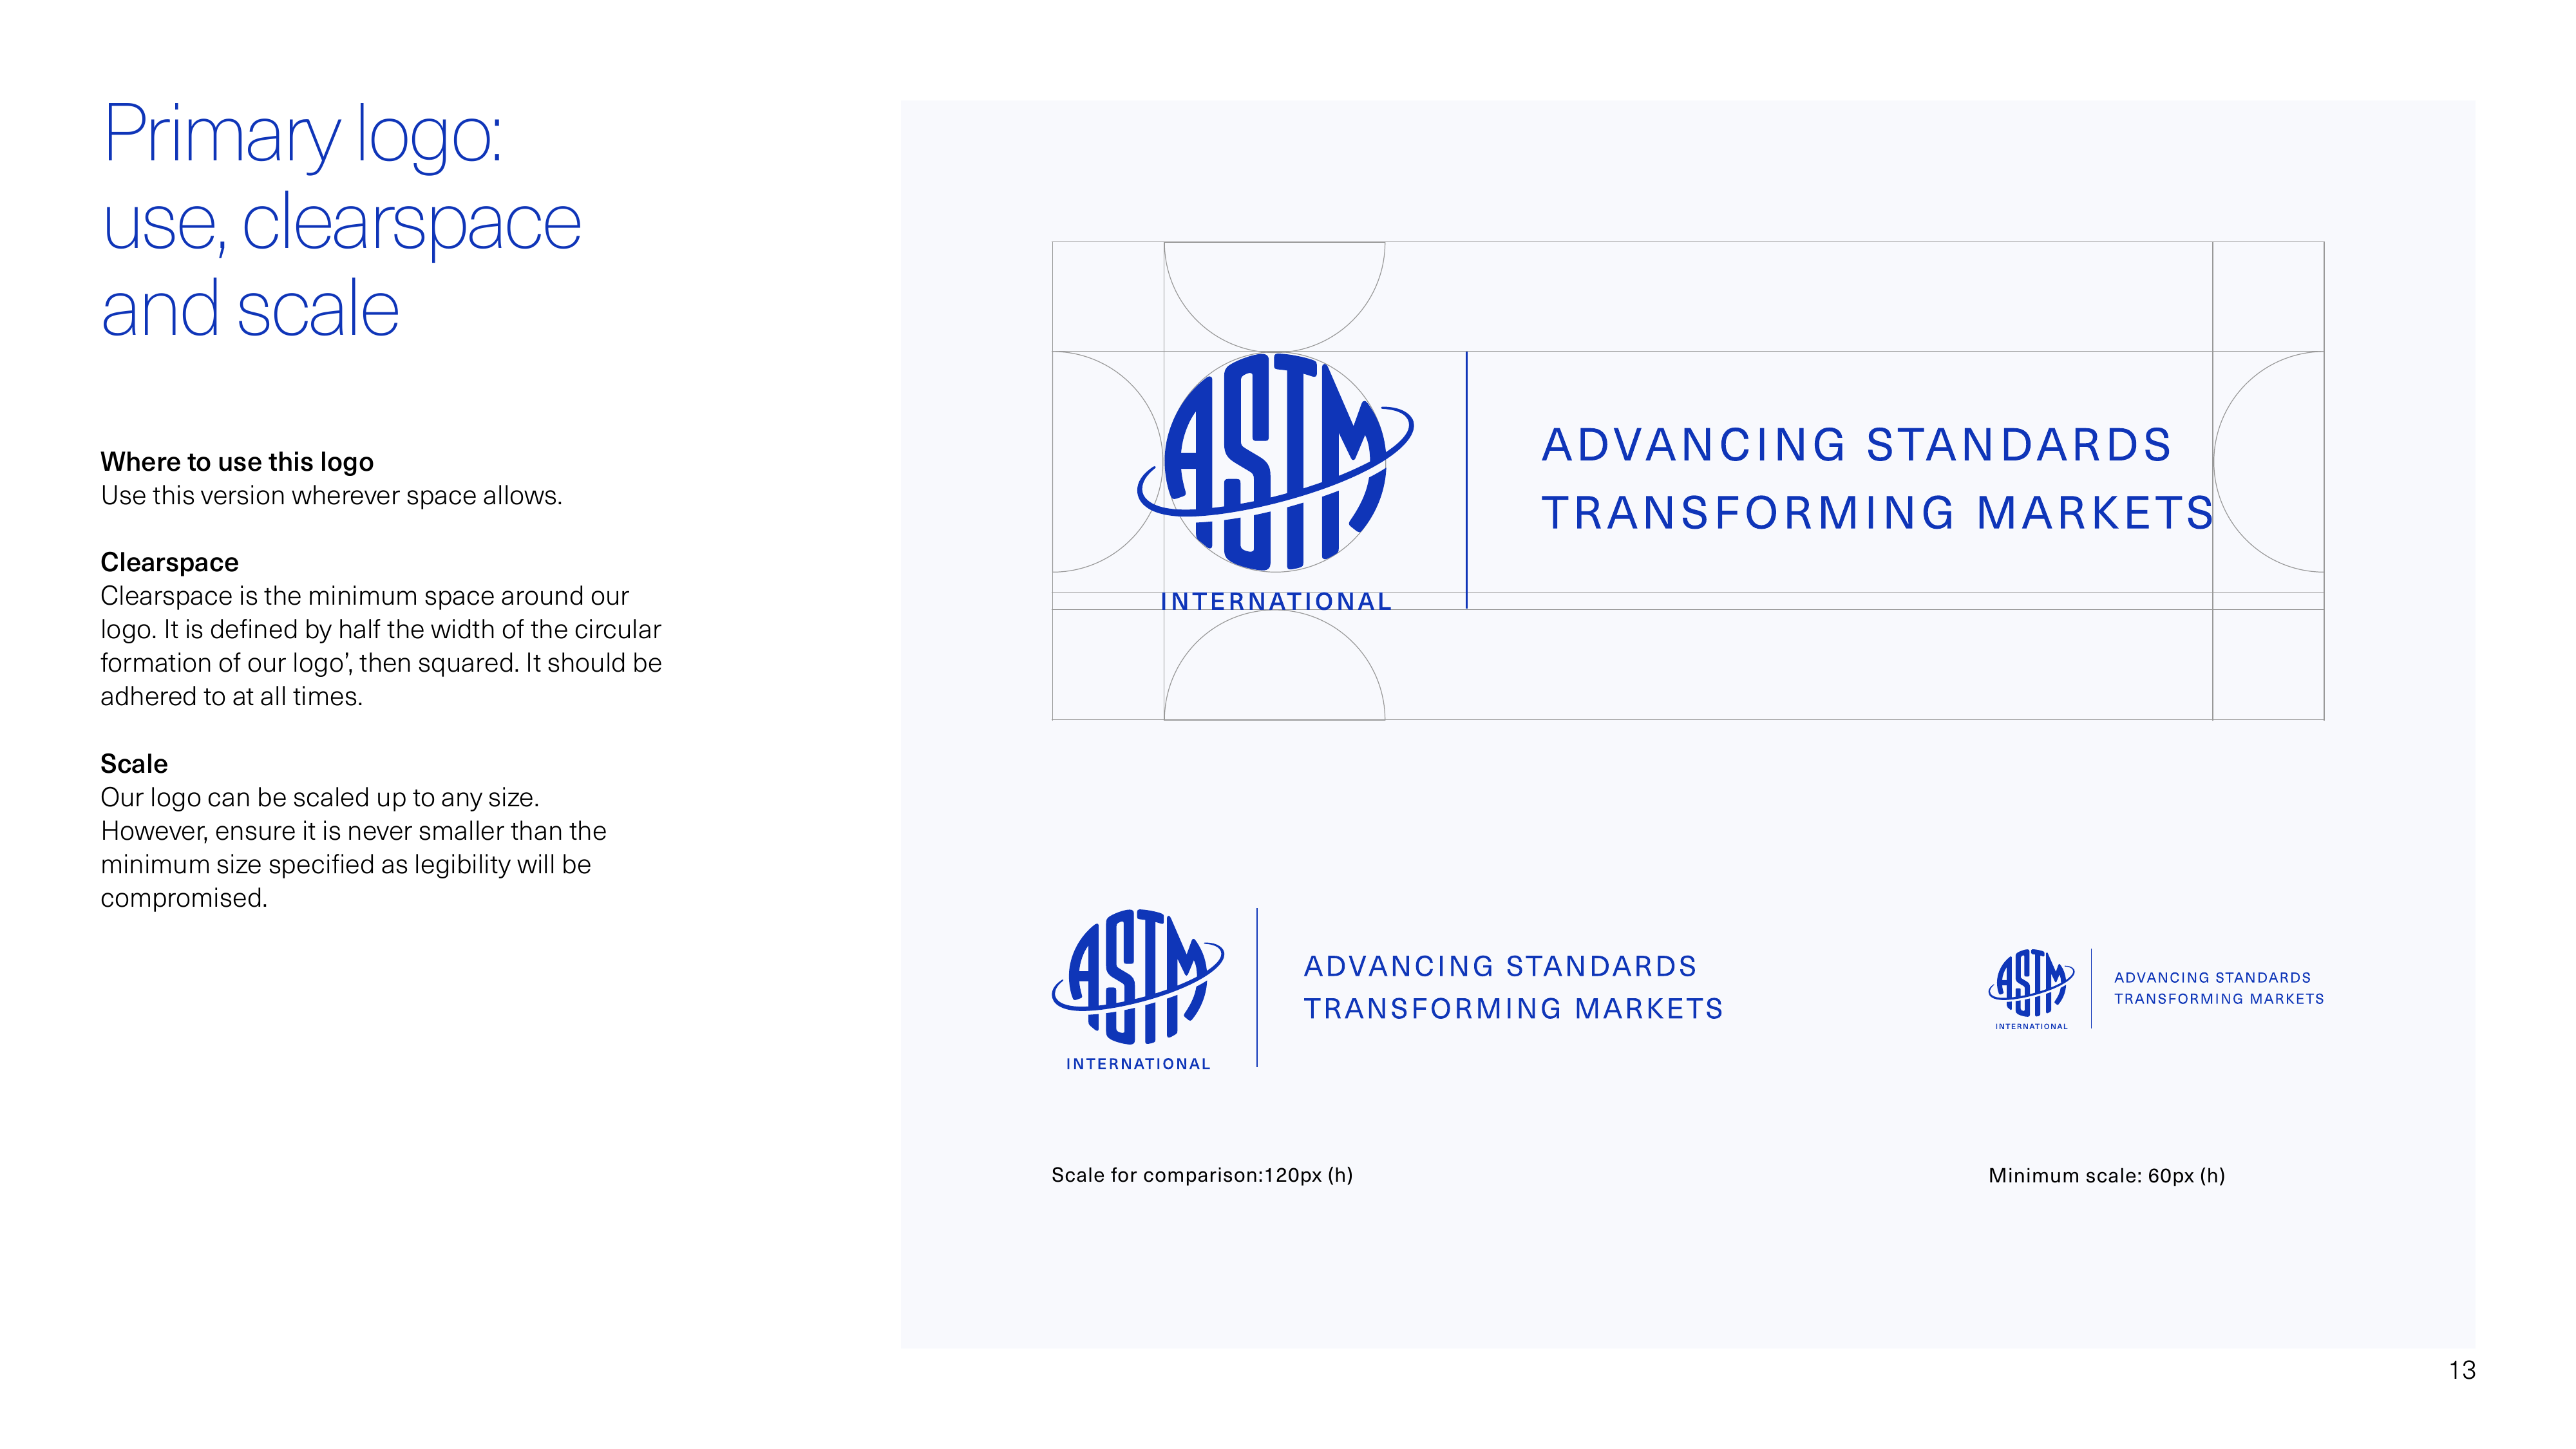 Primary logo:
use, clearspace
and scale
Where to use this logo
Use this version wherever space allows.
Clearspace
Clearspace is the minimum space around our
logo. It is defined by half the width of the circular
formation of our logo’, then squared. It should be
adhered to at all times.
Scale
Our logo can be scaled up to any size.
However, ensure it is never smaller than the
minimum size specified as legibility will be
compromised.
ASTM
INTERNATIONAL
ADVANCING STANDARDS
TRANSFORMING MARKETS
ASTM
INTERNATIONAL
ADVANCING STANDARDS
TRANSFORMING MARKETS
Scale for comparison:120px (h)
ASTM
INTERNATIONAL
ADVANCING STANDARDS
TRANSFORMING MARKETS
Minimum scale: 60px (h)
13